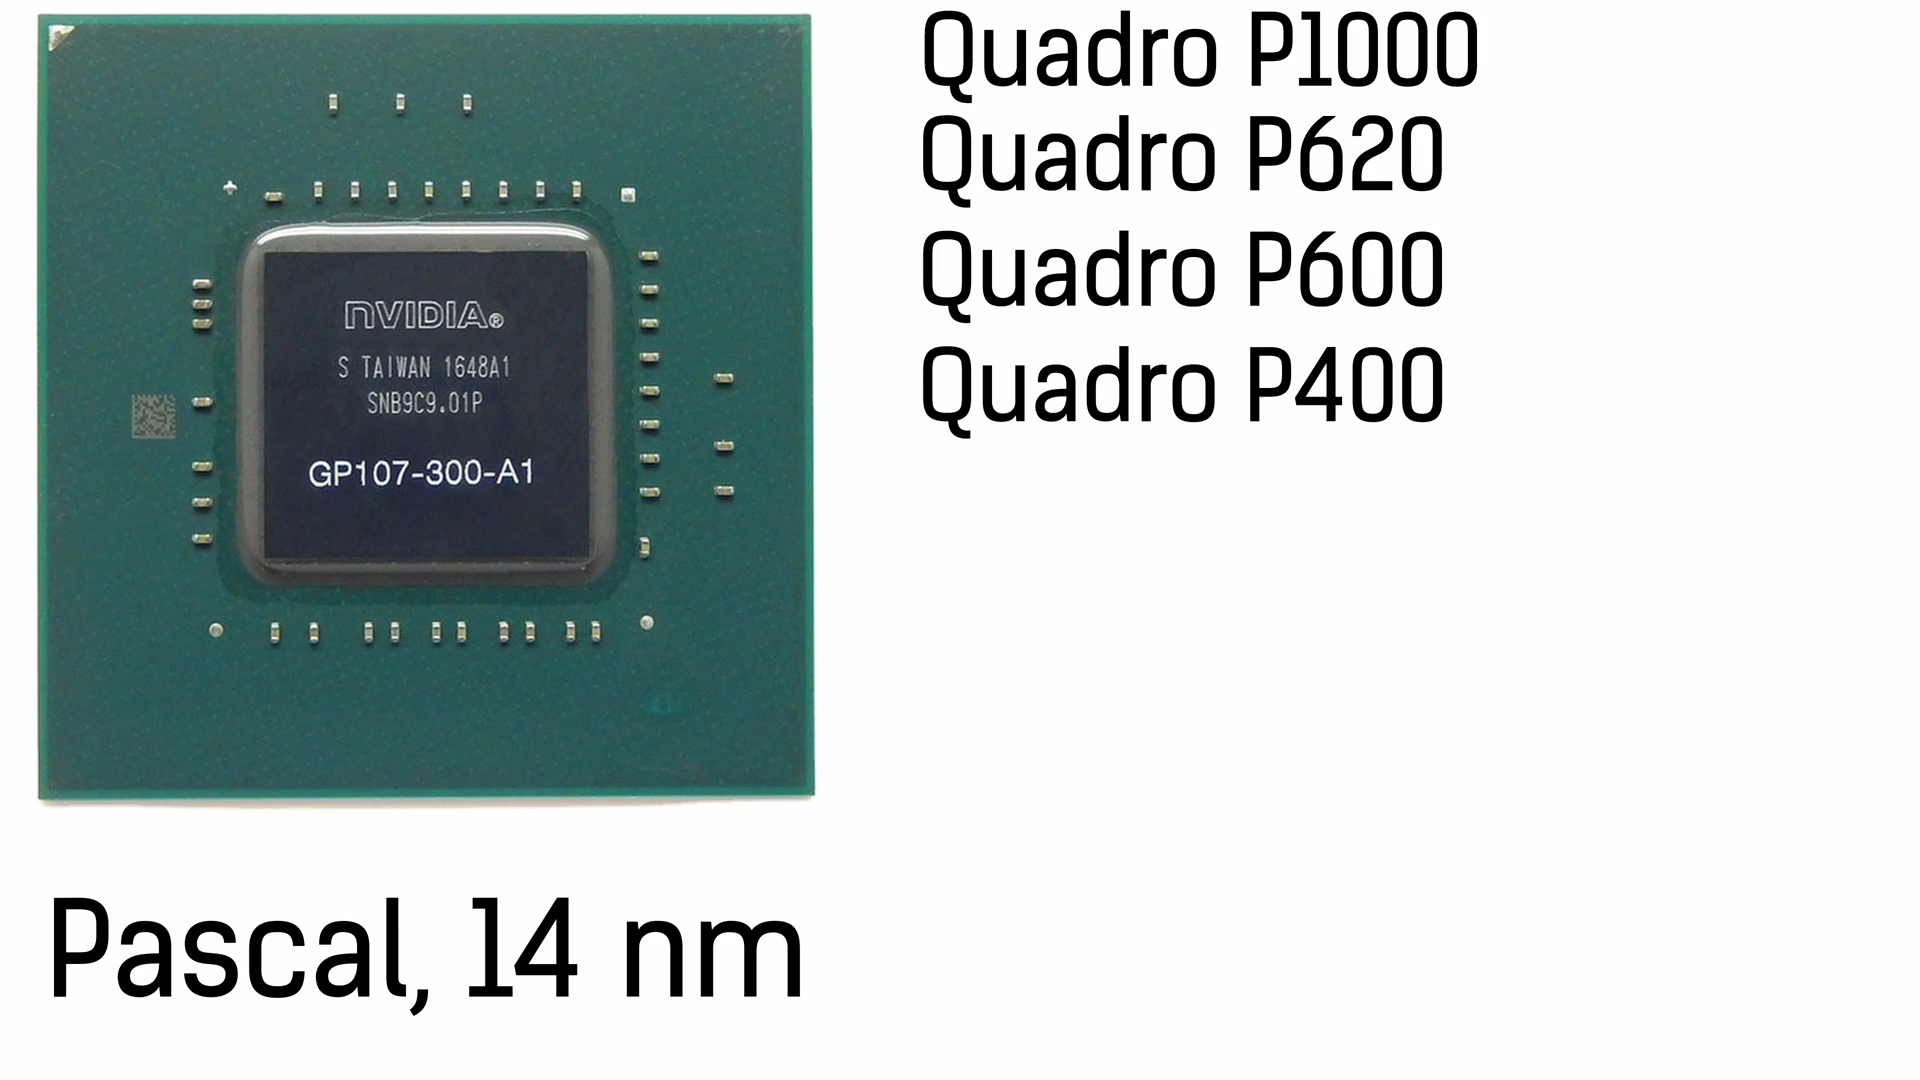 nVIDIA®
S TAIWAN 1648A1
SNB9C9.01P
GP107-300-A1
Pascal, 14 nm
Quadro P1000
Quadro P620
Quadro P600
Quadro P400